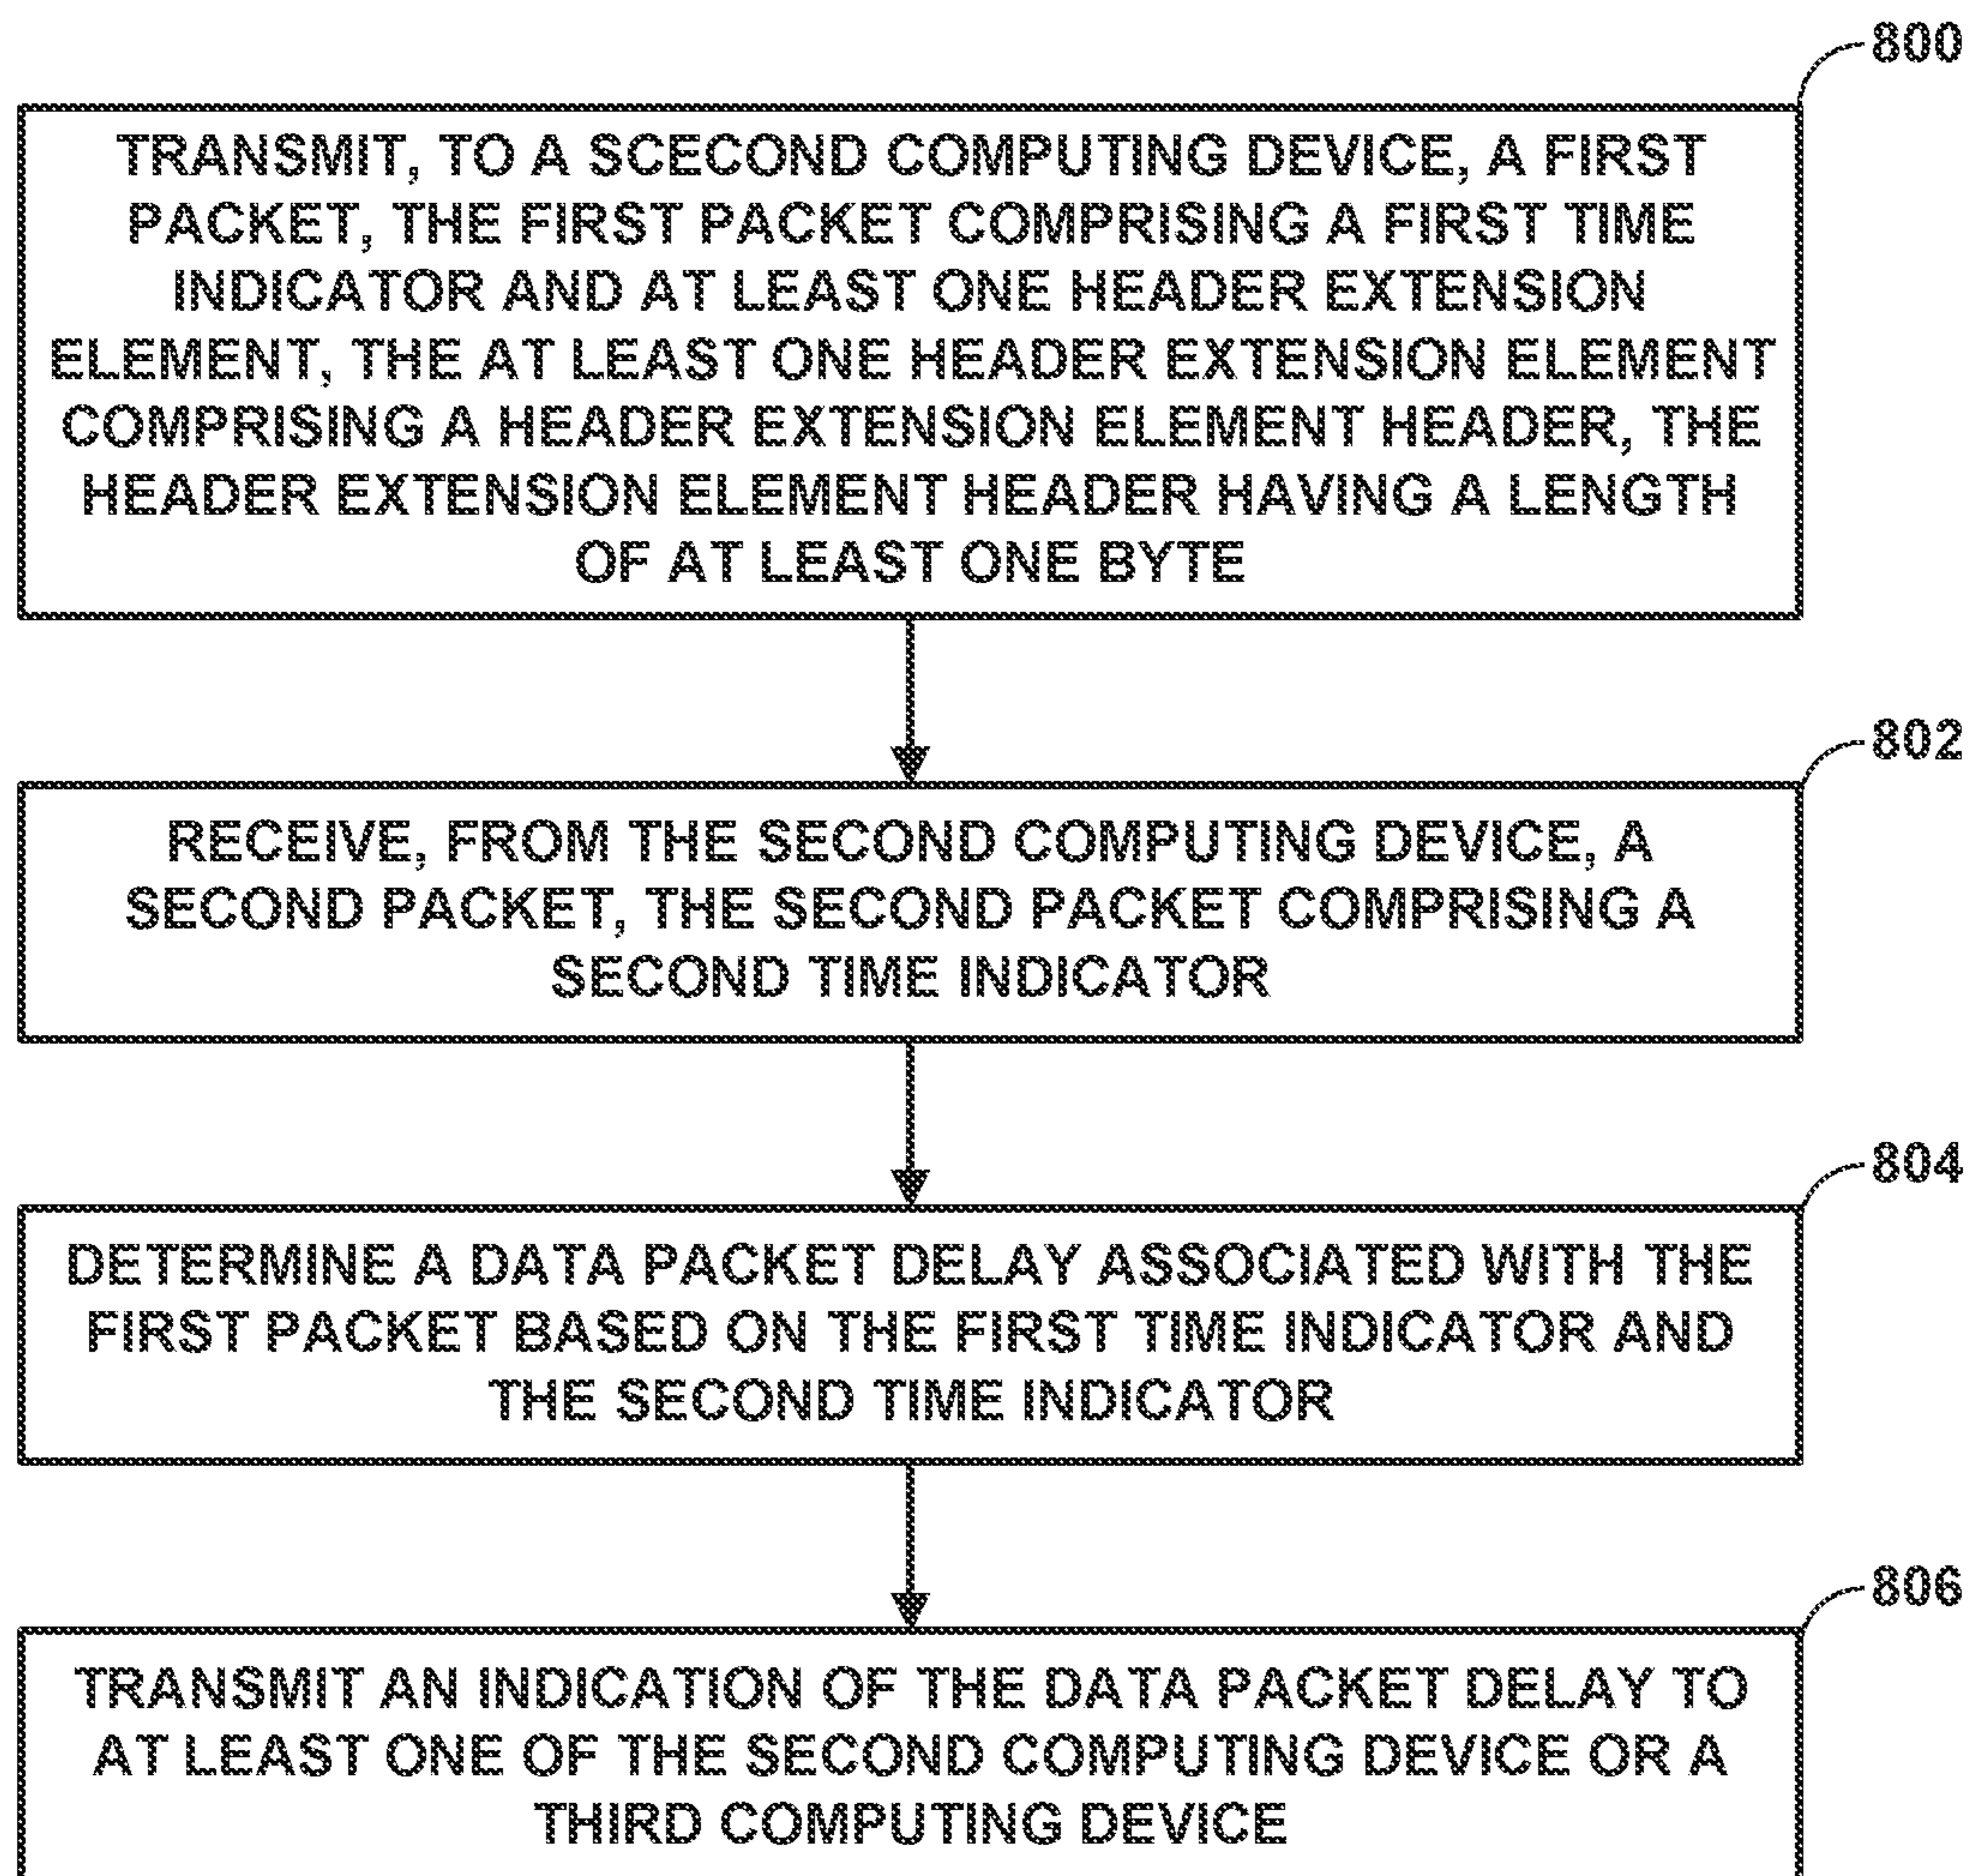 800
TRANSMIT, TO A SCECOND COMPUTING DEVICE, A FIRST
PACKET, THE FIRST PACKET COMPRISING A FIRST TIME
INDICATOR AND AT LEAST ONE HEADER EXTENSION
ELEMENT, THE AT LEAST ONE HEADER EXTENSION ELEMENT
COMPRISING A HEADER EXTENSION ELEMENT HEADER, THE
HEADER EXTENSION ELEMENT HEADER HAVING A LENGTH
OF AT LEAST ONE BYTE
802
RECEIVE, FROM THE SECOND COMPUTING DEVICE, A
SECOND PACKET, THE SECOND PACKET COMPRISING A
SECOND TIME INDICATOR
804
DETERMINE A DATA PACKET DELAY ASSOCIATED WITH THE
FIRST PACKET BASED ON THE FIRST TIME INDICATOR AND
THE SECOND TIME INDICATOR
806
TRANSMIT AN INDICATION OF THE DATA PACKET DELAY TO
AT LEAST ONE OF THE SECOND COMPUTING DEVICE OR A
THIRD COMPUTING DEVICE